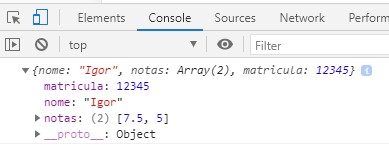 Elements Console Sources Network
top Filter
{nome: "Igor", notas: Array(2), matricula: 12345} i
matricula: 12345
nome: "Igor"
notas: (2) [7.5, 5]
__proto__: Object